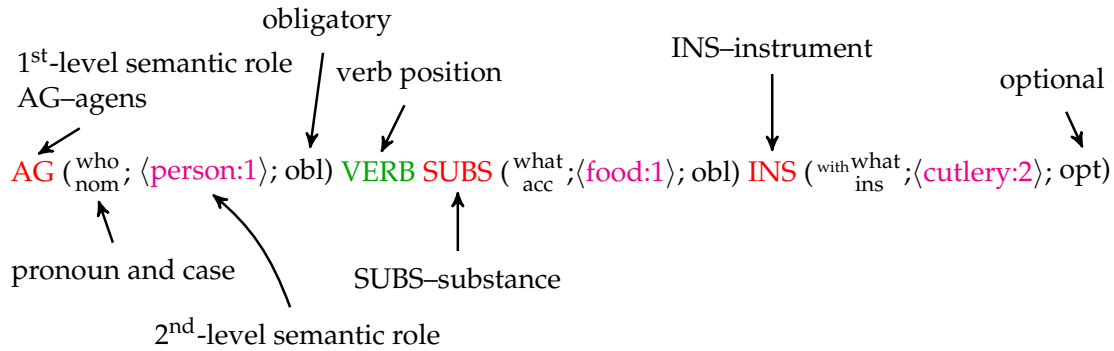 obligatory
1st-level semantic role
AG–agens
verb position
INS–instrument
optional
AG (who nom; ⟨person:1⟩; obl) VERB SUBS (what acc;⟨food:1⟩; obl) INS (with what ins;⟨cutlery:2⟩; opt)
pronoun and case
SUBS–substance
2nd-level semantic role